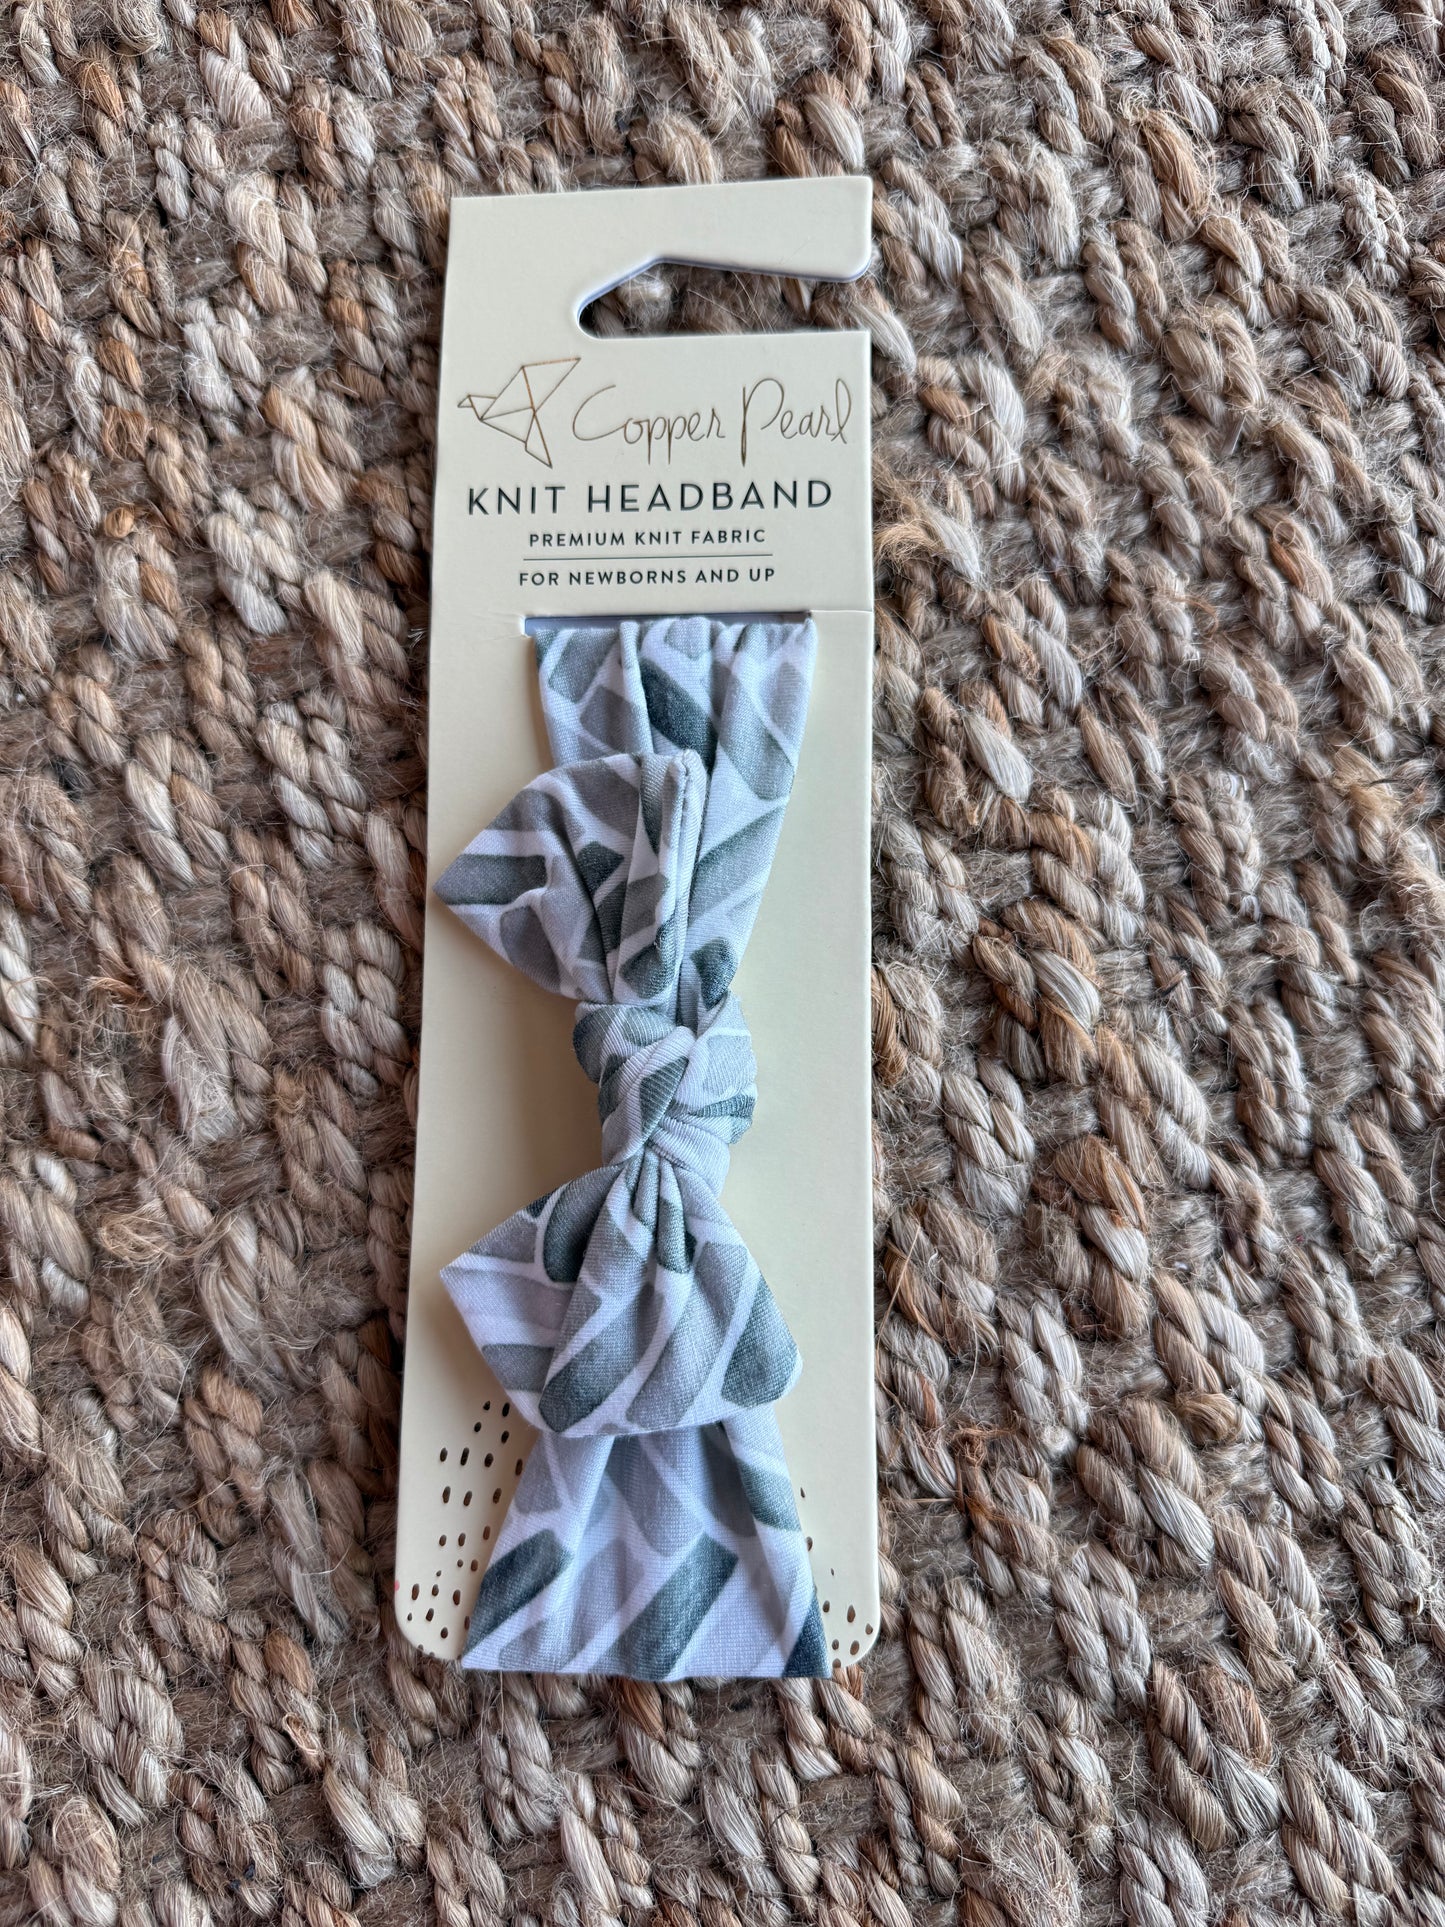 Copper Pearl
KNIT HEADBAND
PREMIUM KNIT FABRIC
FOR NEWBORNS AND UP